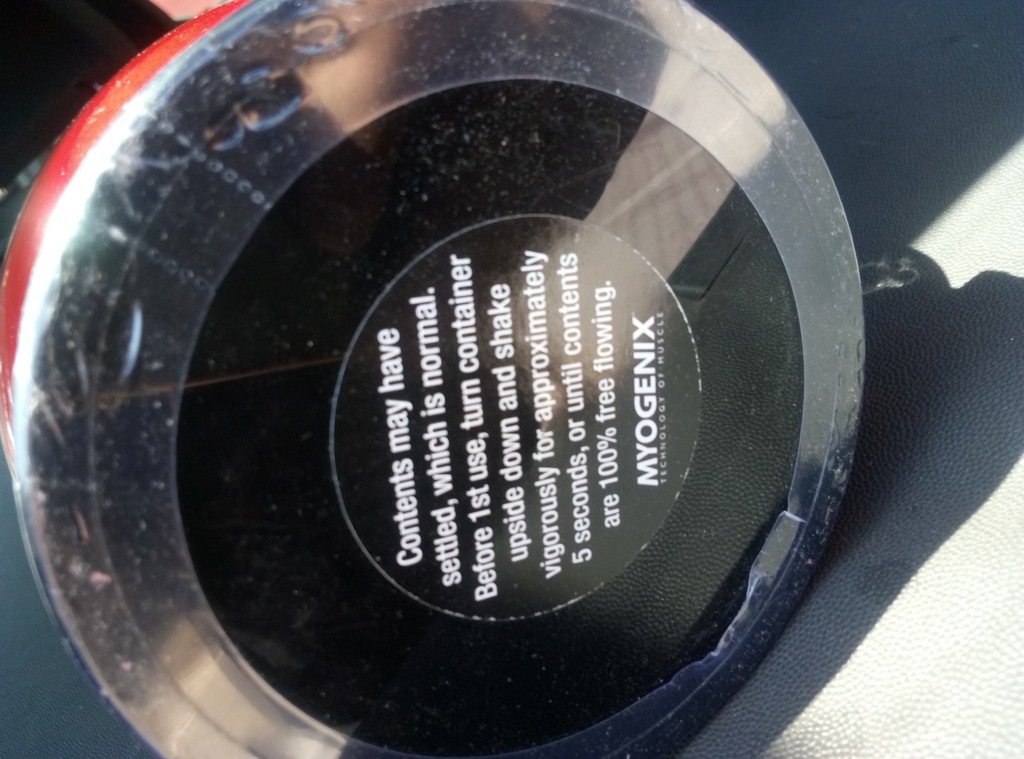 Contents may have
settled, which is normal.
Before 1st use, turn container
upside down and shake
vigorously for approximately
5 seconds, or until contents
are 100% free flowing.
MYOGENIX
TECHNOLOGY OF MUSCLE